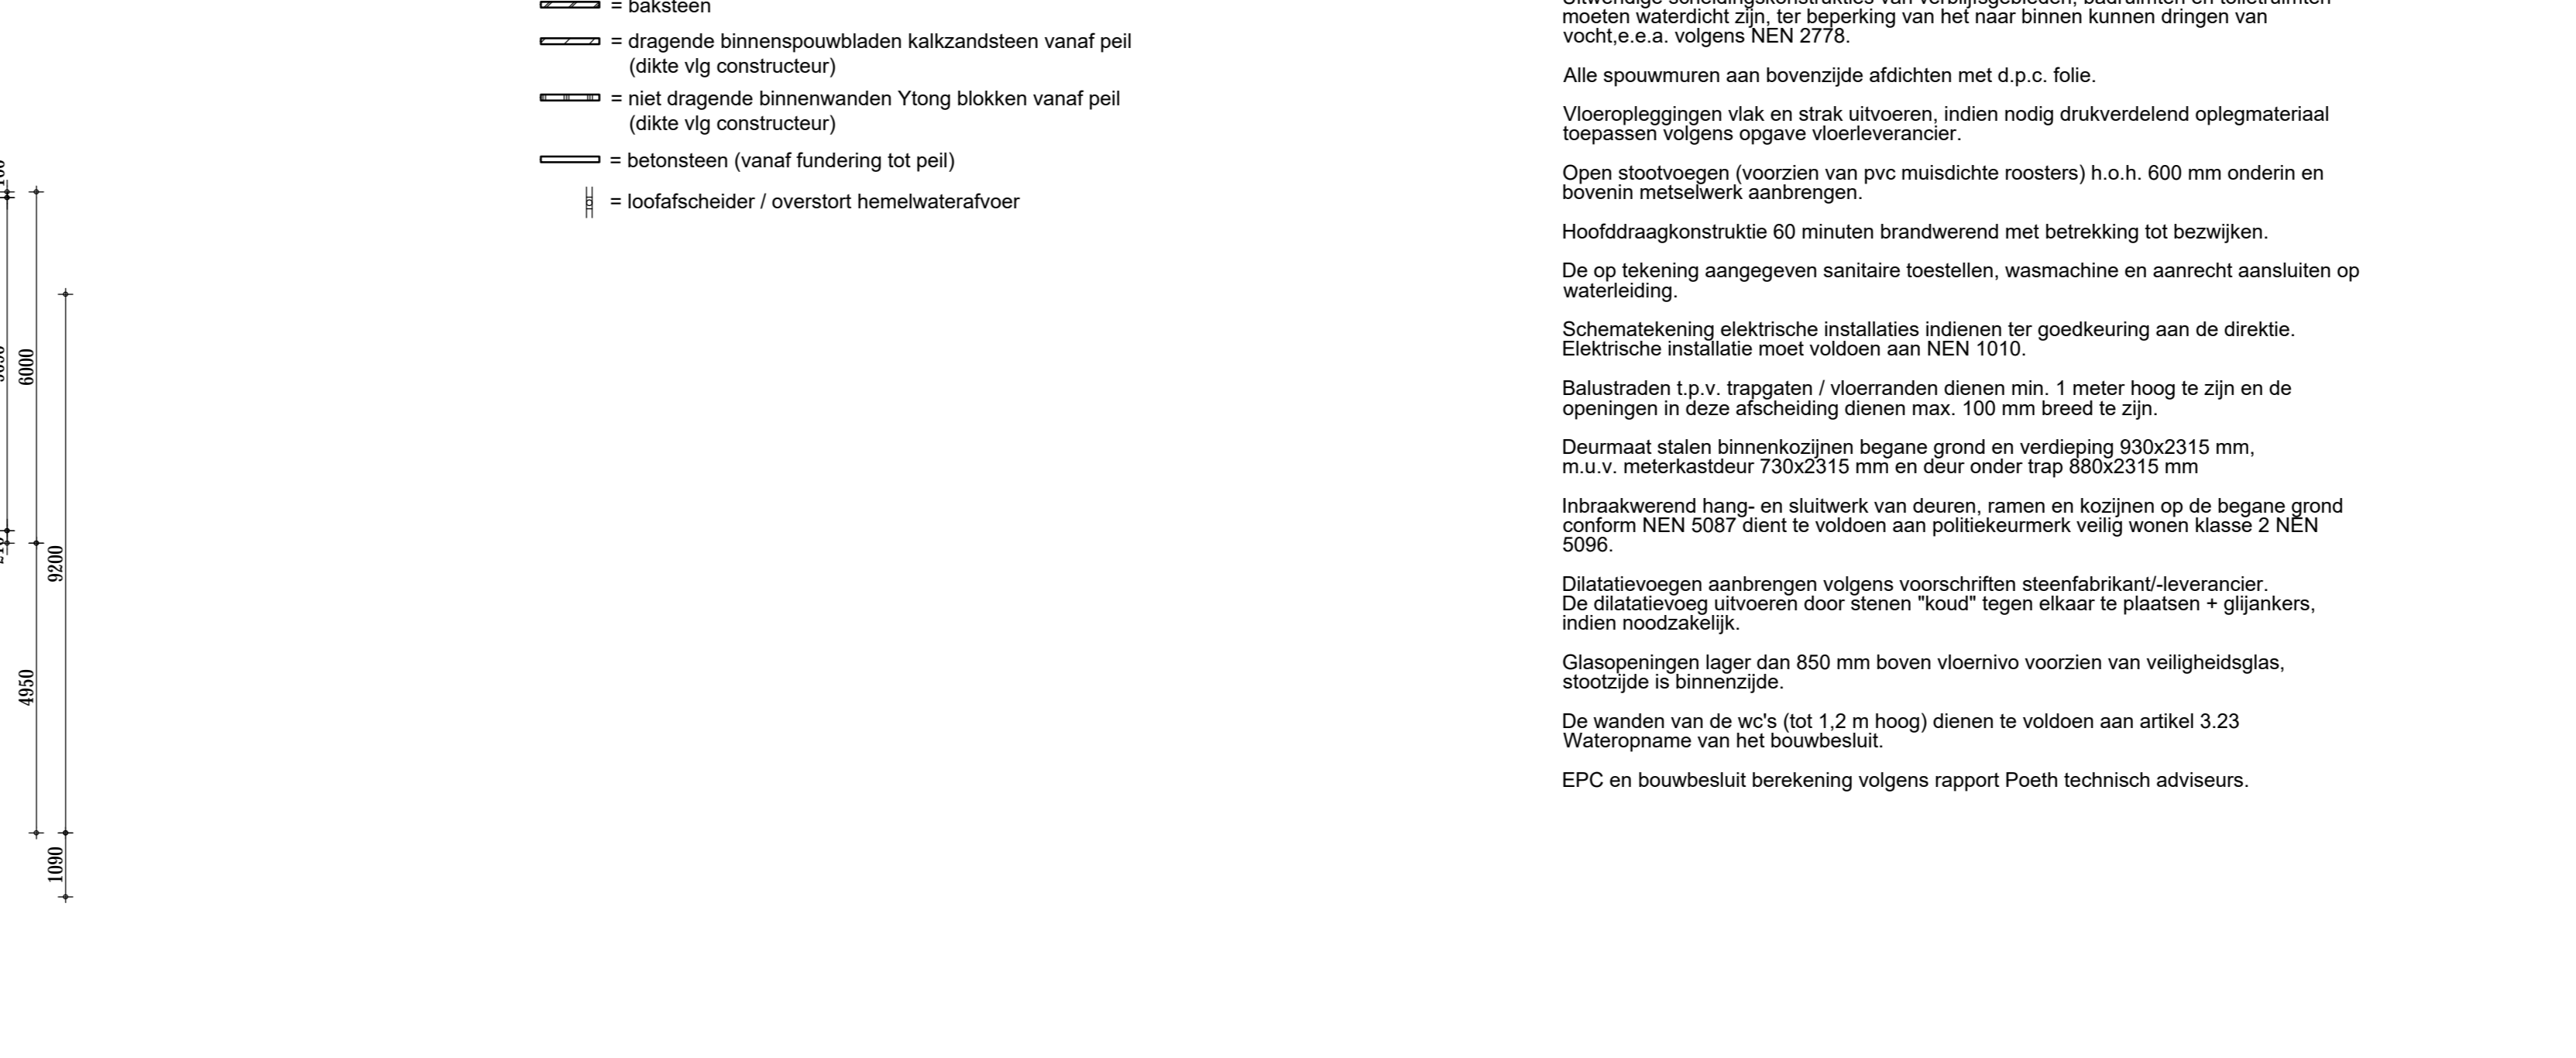 = baksteen
= dragende binnenspouwbladen kalkzandsteen vanaf peil
(dikte vlg constructeur)
= niet dragende binnenwanden Ytong blokken vanaf peil
(dikte vlg constructeur)
= betonsteen (vanaf fundering tot peil)
= loofafscheider / overstort hemelwaterafvoer
6000
9200
4950
1090
moeten waterdicht zijn, ter beperking van het naar binnen kunnen dringen van
vocht,e.e.a. volgens NEN 2778.
Alle spouwmuren aan bovenzijde afdichten met d.p.c. folie.
Vloeropleggingen vlak en strak uitvoeren, indien nodig drukverdelend oplegmateriaal
toepassen volgens opgave vloerleverancier.
Open stootvoegen (voorzien van pvc muisdichte roosters) h.o.h. 600 mm onderin en
bovenin metselwerk aanbrengen.
Hoofddraagkonstruktie 60 minuten brandwerend met betrekking tot bezwijken.
De op tekening aangegeven sanitaire toestellen, wasmachine en aanrecht aansluiten op
waterleiding.
Schematekening elektrische installaties indienen ter goedkeuring aan de direktie.
Elektrische installatie moet voldoen aan NEN 1010.
Balustraden t.p.v. trapgaten / vloerranden dienen min. 1 meter hoog te zijn en de
openingen in deze afscheiding dienen max. 100 mm breed te zijn.
Deurmaat stalen binnenkozijnen begane grond en verdieping 930x2315 mm,
m.u.v. meterkastdeur 730x2315 mm en deur onder trap 880x2315 mm
Inbraakwerend hang- en sluitwerk van deuren, ramen en kozijnen op de begane grond
conform NEN 5087 dient te voldoen aan politiekeurmerk veilig wonen klasse 2 NEN
5096.
Dilatatievoegen aanbrengen volgens voorschriften steenfabrikant/-leverancier.
De dilatatievoeg uitvoeren door stenen "koud" tegen elkaar te plaatsen + glijankers,
indien noodzakelijk.
Glasopeningen lager dan 850 mm boven vloernivo voorzien van veiligheidsglas,
stootzijde is binnenzijde.
De wanden van de wc's (tot 1,2 m hoog) dienen te voldoen aan artikel 3.23
Wateropname van het bouwbesluit.
EPC en bouwbesluit berekening volgens rapport Poeth technisch adviseurs.